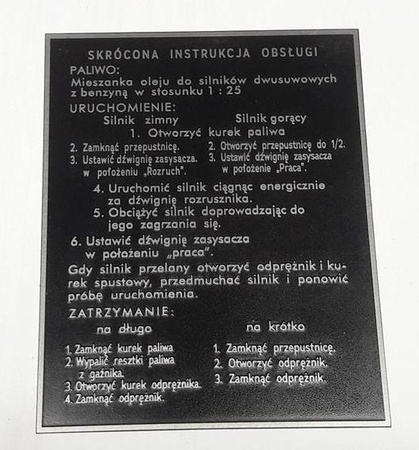 SKRÓCONA INSTRUKCJA OBSŁUGI
PALIWO:
Mieszanka oleju do silników dwusuwowych
z benzyną w stosunku 1 : 25
URUCHOMIENIE:
Silnik zimny
Silnik gorący
1. Otworzyć kurek paliwa
2. Zamknąć przepustnicę.
3. Ustawić dźwignię zasysacza.
w położeniu „Rozruch".
2. Otworzyć przepustnicę do 1/2.
3. Ustawić dźwignię zasysacza
w położenie „Praca".
4. Uruchomić silnik ciągnąc energicznie
za dźwignię rozrusznika.
5. Obciążyć silnik doprowadzając do
jego zagrzania się.
6. Ustawić dźwignię zasysacza
w położeniu „praca".
Gdy silnik przelany otworzyć odprężnik i ku-
rek spustowy, przedmuchać silnik i ponowić
próbę uruchomienia.
ZATRZYMANIE:
na długo
1. Zamknąć kurek paliwa
2. Wypalić resztki paliwa
z gaźnika.
3. Otworzyć kurek odprężnika.
4. Zamknąć odprężnik.
na krótko
1. Zamknąć przepustnicę.
2. Otworzyć odprężnik.
3. Zamknąć odprężnik.